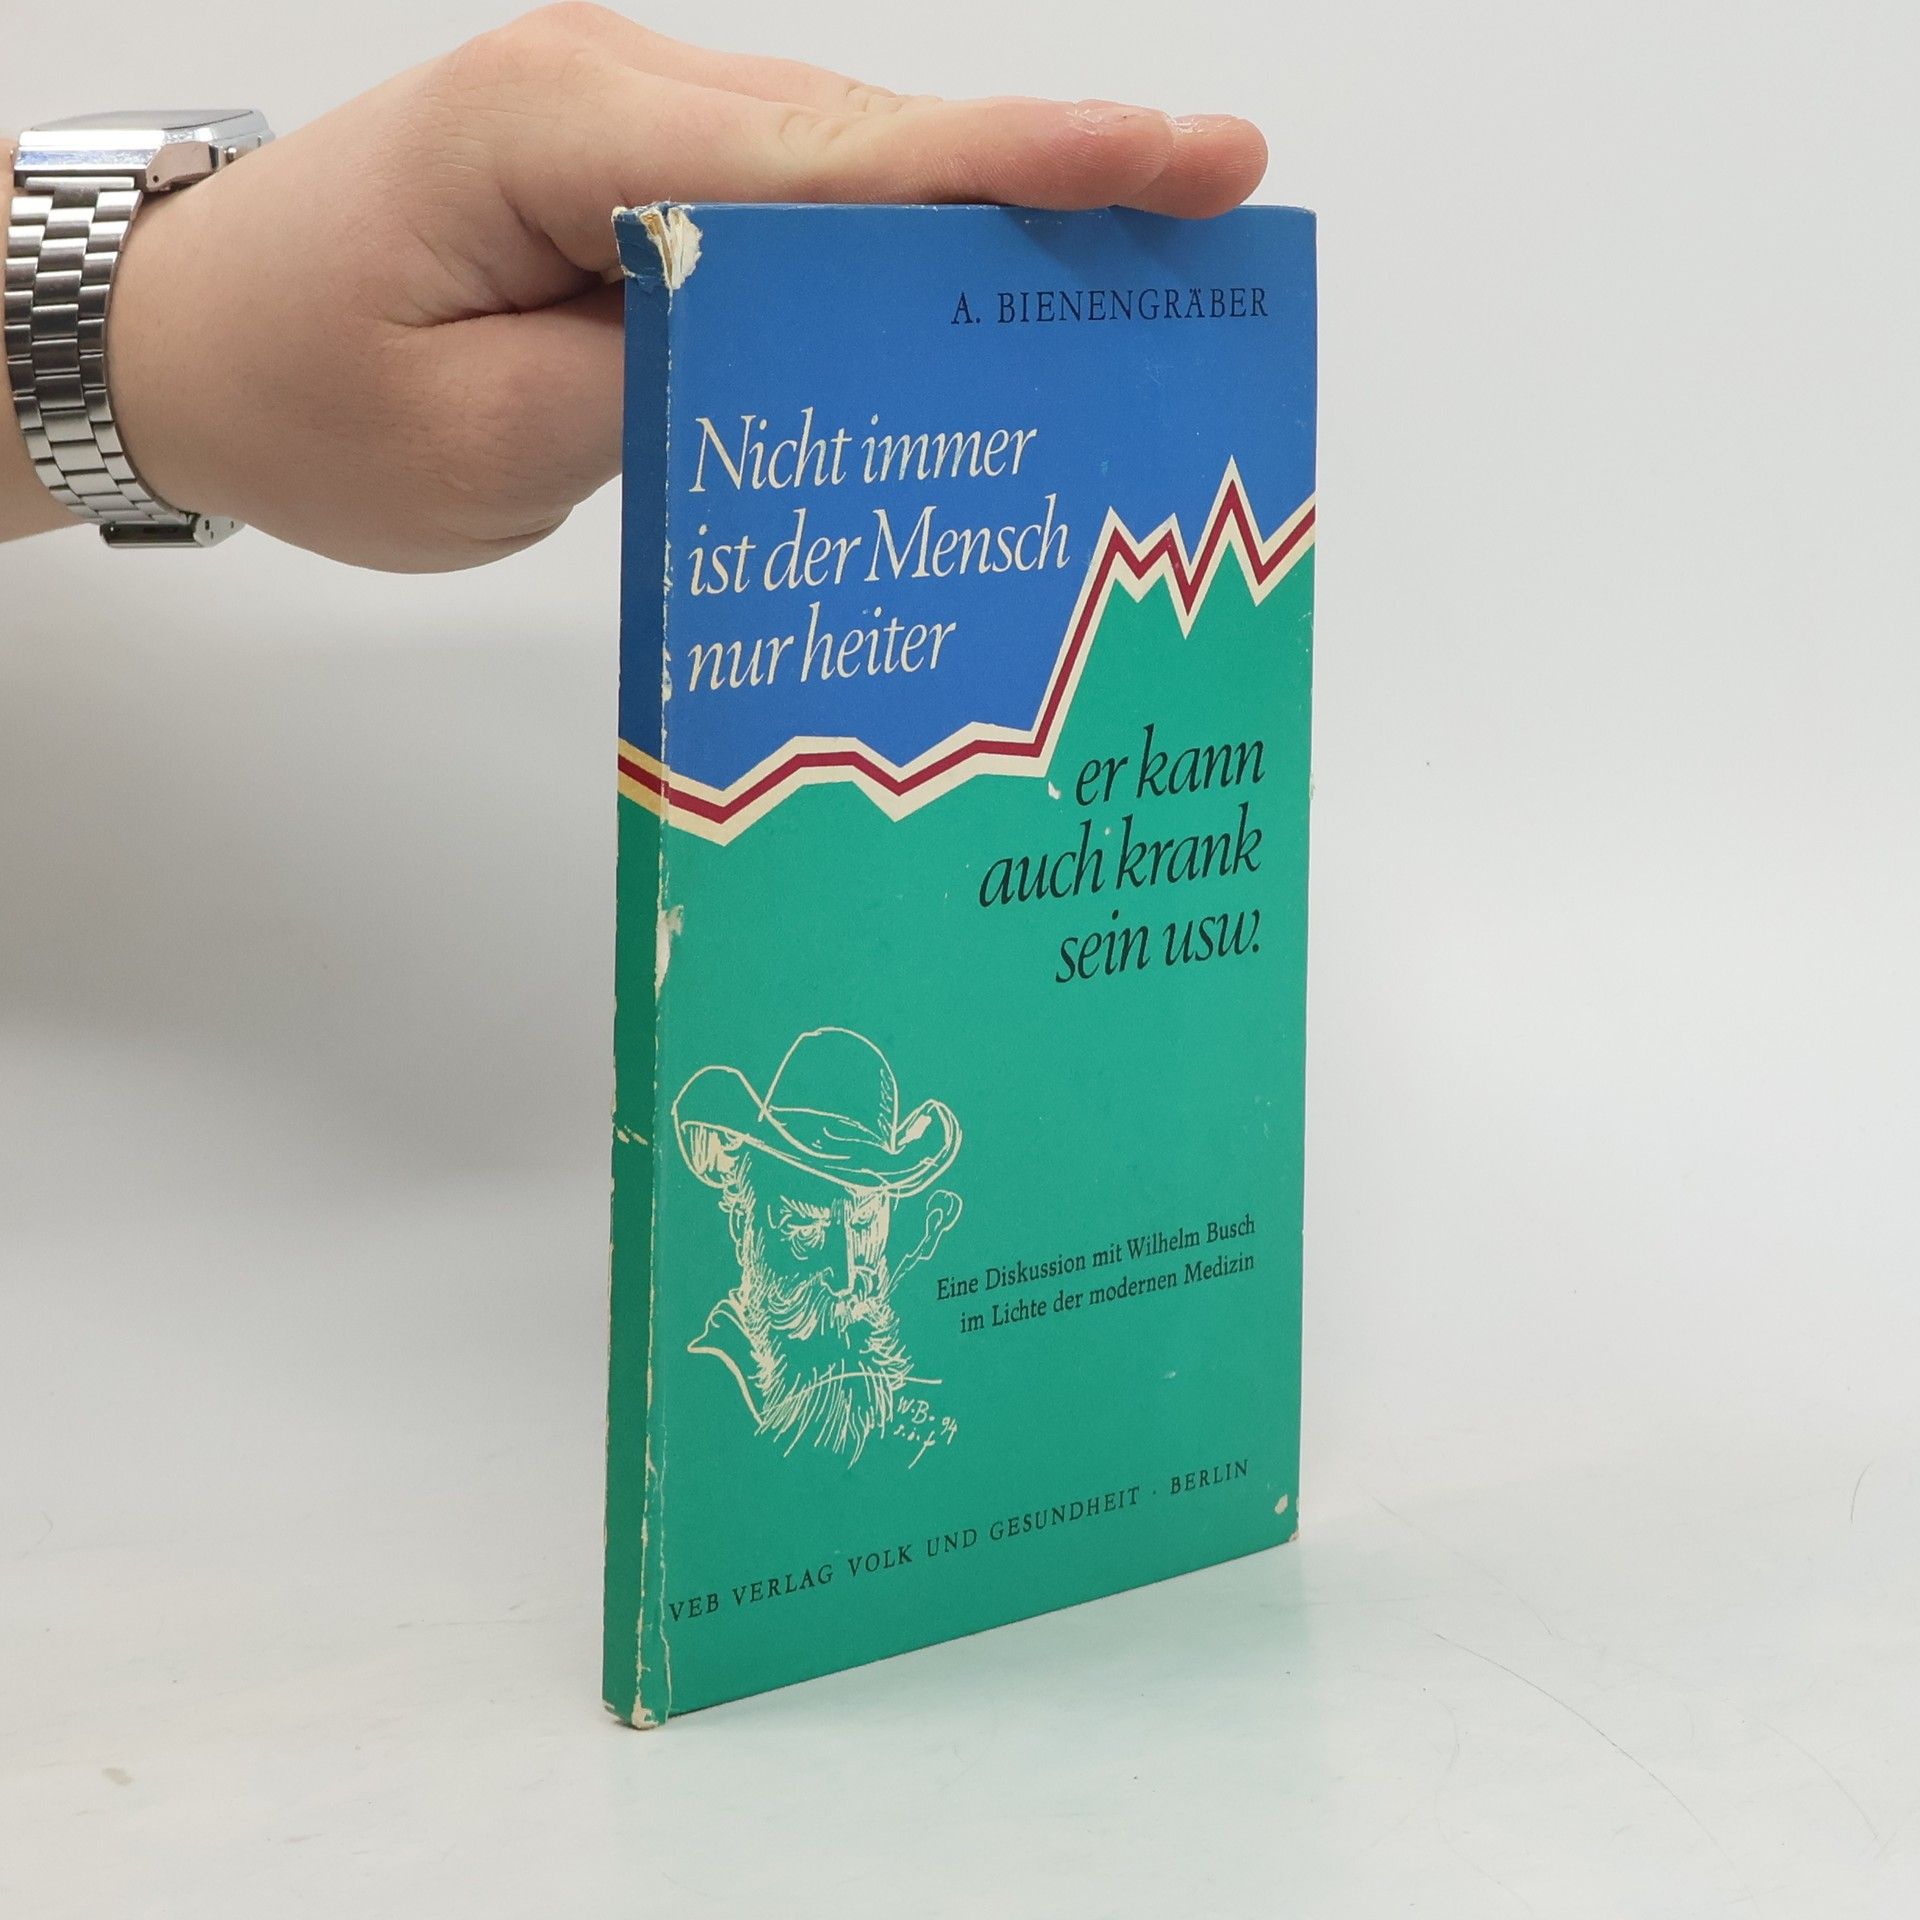 A. BIENENGRÄBER
Nicht immer
ist der Mensch
nur heiter
er kann
auch krank
sein usw.
Eine Diskussion mit Wilhelm Busch
im Lichte der modernen Medizin
W.B. 94
VEB VERLAG VOLK UND GESUNDHEIT · BERLIN